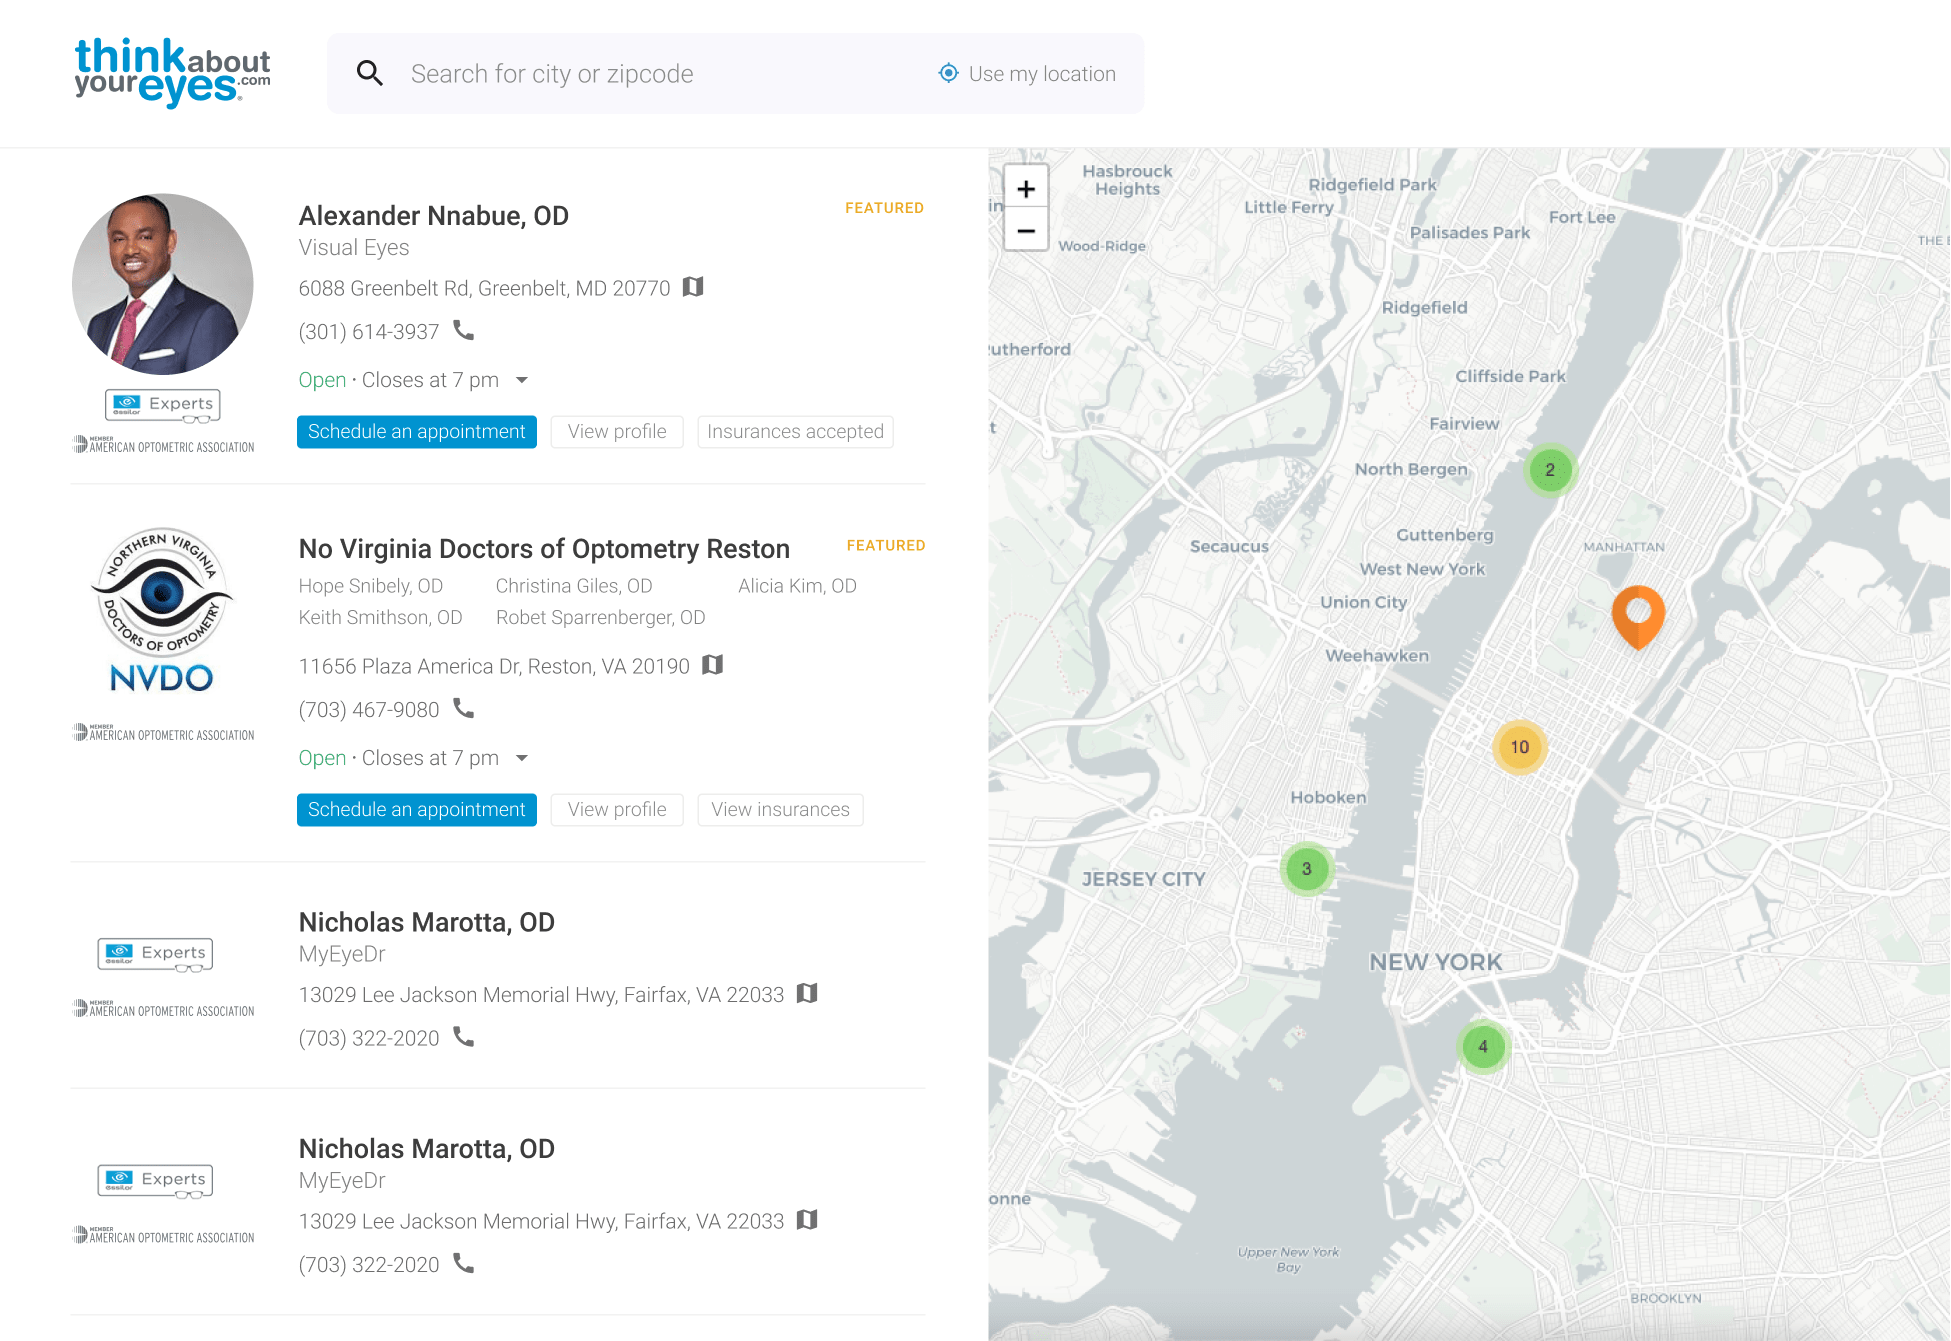 thinkabout
youreyes.com
Search for city or zipcode
Use my location
Alexander Nnabue, OD
FEATURED
Visual Eyes
6088 Greenbelt Rd, Greenbelt, MD 20770
(301) 614-3937
Open · Closes at 7 pm
essilor Experts
MEMBER
AMERICAN OPTOMETRIC ASSOCIATION
Schedule an appointment
View profile
Insurances accepted
NORTHERN VIRGINIA
DOCTORS OF OPTOMETRY
NVDO
MEMBER
AMERICAN OPTOMETRIC ASSOCIATION
No Virginia Doctors of Optometry Reston
FEATURED
Hope Snibely, OD
Christina Giles, OD
Alicia Kim, OD
Keith Smithson, OD
Robet Sparrenberger, OD
11656 Plaza America Dr, Reston, VA 20190
(703) 467-9080
Open · Closes at 7 pm
Schedule an appointment
View profile
View insurances
essilor Experts
MEMBER
AMERICAN OPTOMETRIC ASSOCIATION
Nicholas Marotta, OD
MyEyeDr
13029 Lee Jackson Memorial Hwy, Fairfax, VA 22033
(703) 322-2020
essilor Experts
MEMBER
AMERICAN OPTOMETRIC ASSOCIATION
Nicholas Marotta, OD
MyEyeDr
13029 Lee Jackson Memorial Hwy, Fairfax, VA 22033
(703) 322-2020
+
−
Hasbrouck
Heights
Ridgefield Park
Little Ferry
Fort Lee
Palisades Park
Wood-Ridge
THE B
Ridgefield
utherford
Cliffside Park
Fairview
North Bergen
2
Guttenberg
Secaucus
MANHATTAN
West New York
Union City
Weehawken
10
Hoboken
3
JERSEY CITY
NEW YORK
4
onne
Upper New York
Bay
BROOKLYN